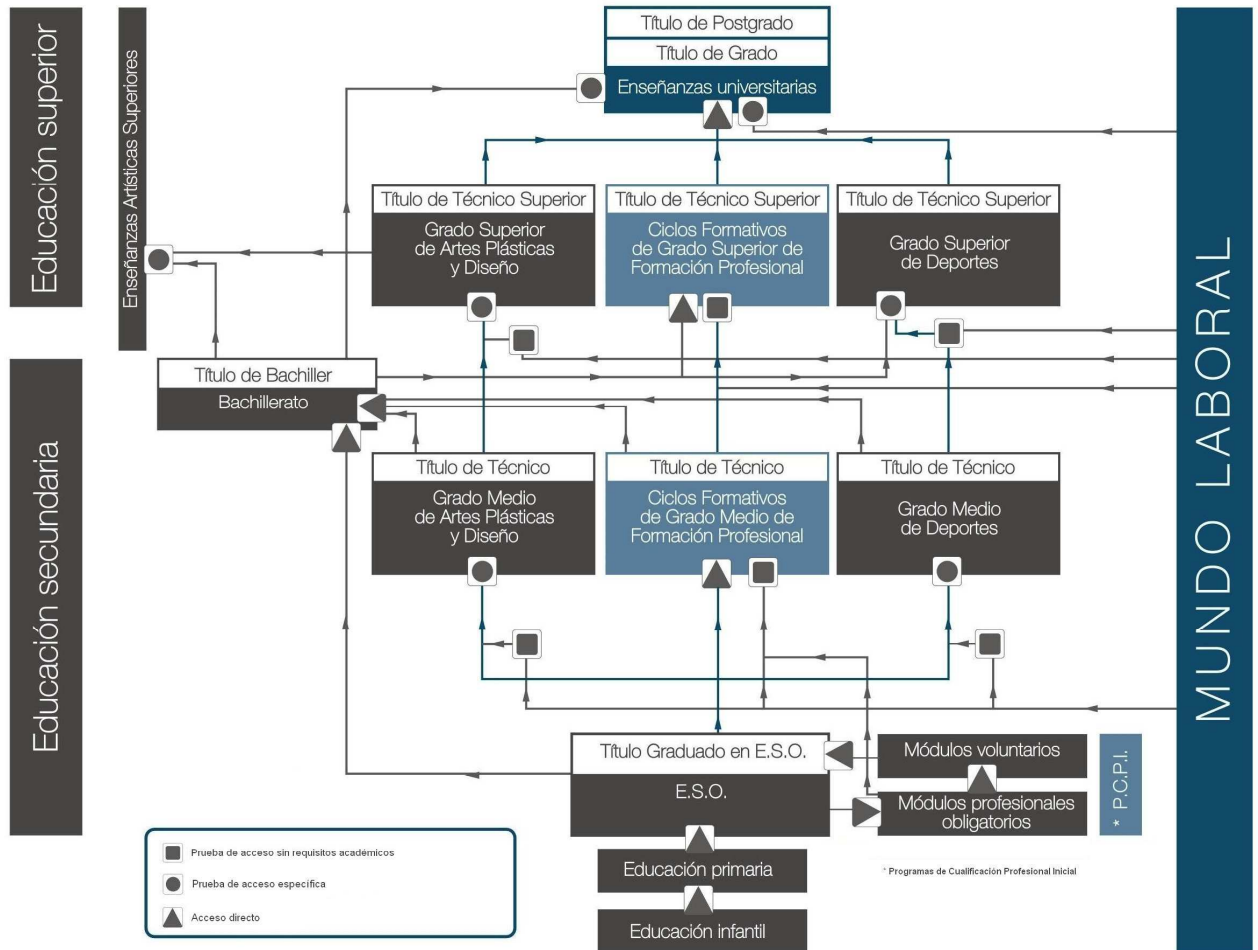 Educación superior
Enseñanzas Artísticas Superiores
Título de Postgrado
Título de Grado
Enseñanzas universitarias
Título de Técnico Superior
Grado Superior
de Artes Plásticas
y Diseño
Título de Técnico Superior
Ciclos Formativos
de Grado Superior de
Formación Profesional
Título de Técnico Superior
Grado Superior
de Deportes
MUNDO LABORAL
Educación secundaria
Título de Bachiller
Bachillerato
Título de Técnico
Grado Medio
de Artes Plásticas
y Diseño
Título de Técnico
Ciclos Formativos
de Grado Medio de
Formación Profesional
Título de Técnico
Grado Medio
de Deportes
Título Graduado en E.S.O.
E.S.O.
Módulos voluntarios
Módulos profesionales
obligatorios
* P.C.P.I.
Educación primaria
Educación infantil
* Programas de Cualificación Profesional Inicial
Prueba de acceso sin requisitos académicos
Prueba de acceso específica
Acceso directo